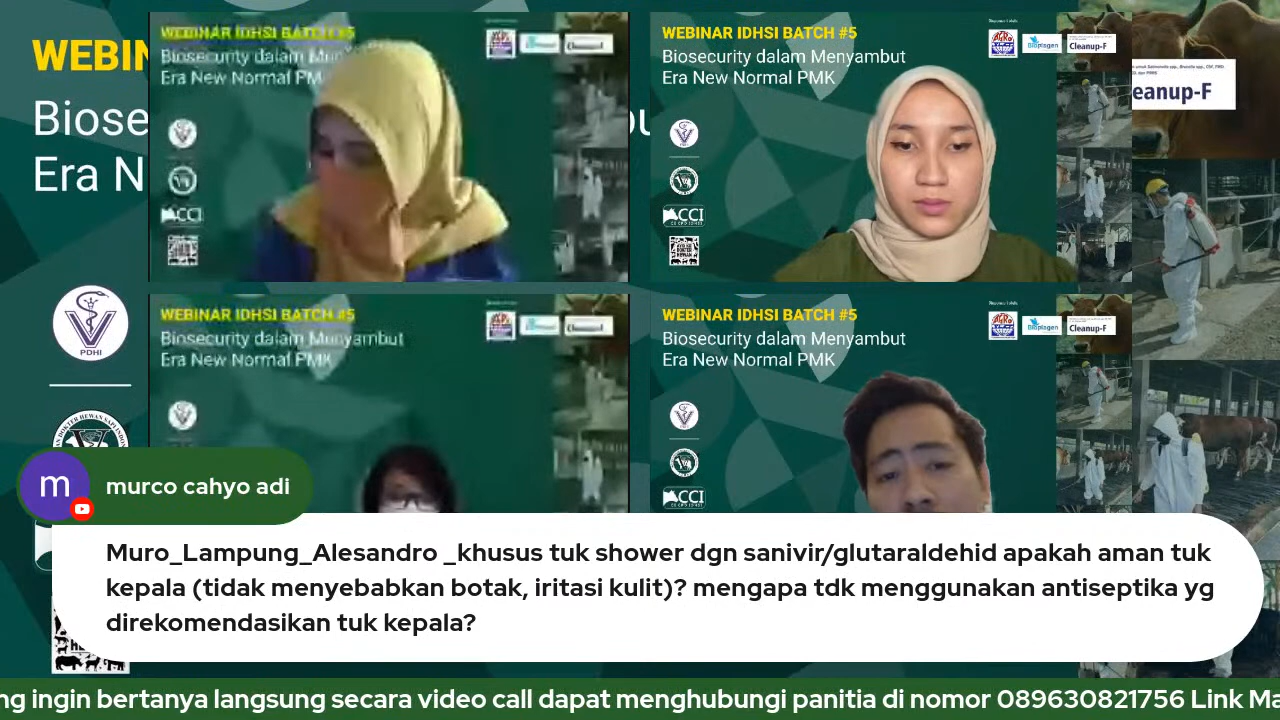 WEBIN
Biose
Era N
PDHI
WEBINAR IDHSI BATCH #5
Biosecurity dalam Menyambut
Era New Normal PMK
ACCI
WEBINAR IDHSI BATCH #5
Biosecurity dalam Menyambut
Era New Normal PMK
Bioplagen
Cleanup-F
ACCI
eanup-F
WEBINAR IDHSI BATCH #5
Biosecurity dalam Menyambut
Era New Normal PMK
WEBINAR IDHSI BATCH #5
Biosecurity dalam Menyambut
Era New Normal PMK
Cleanup-F
ACCI
m
murco cahyo adi
Muro_Lampung_Alesandro _khusus tuk shower dgn sanivir/glutaraldehid apakah aman tuk
kepala (tidak menyebabkan botak, iritasi kulit)? mengapa tdk menggunakan antiseptika yg
direkomendasikan tuk kepala?
ng ingin bertanya langsung secara video call dapat menghubungi panitia di nomor 089630821756 Link Ma